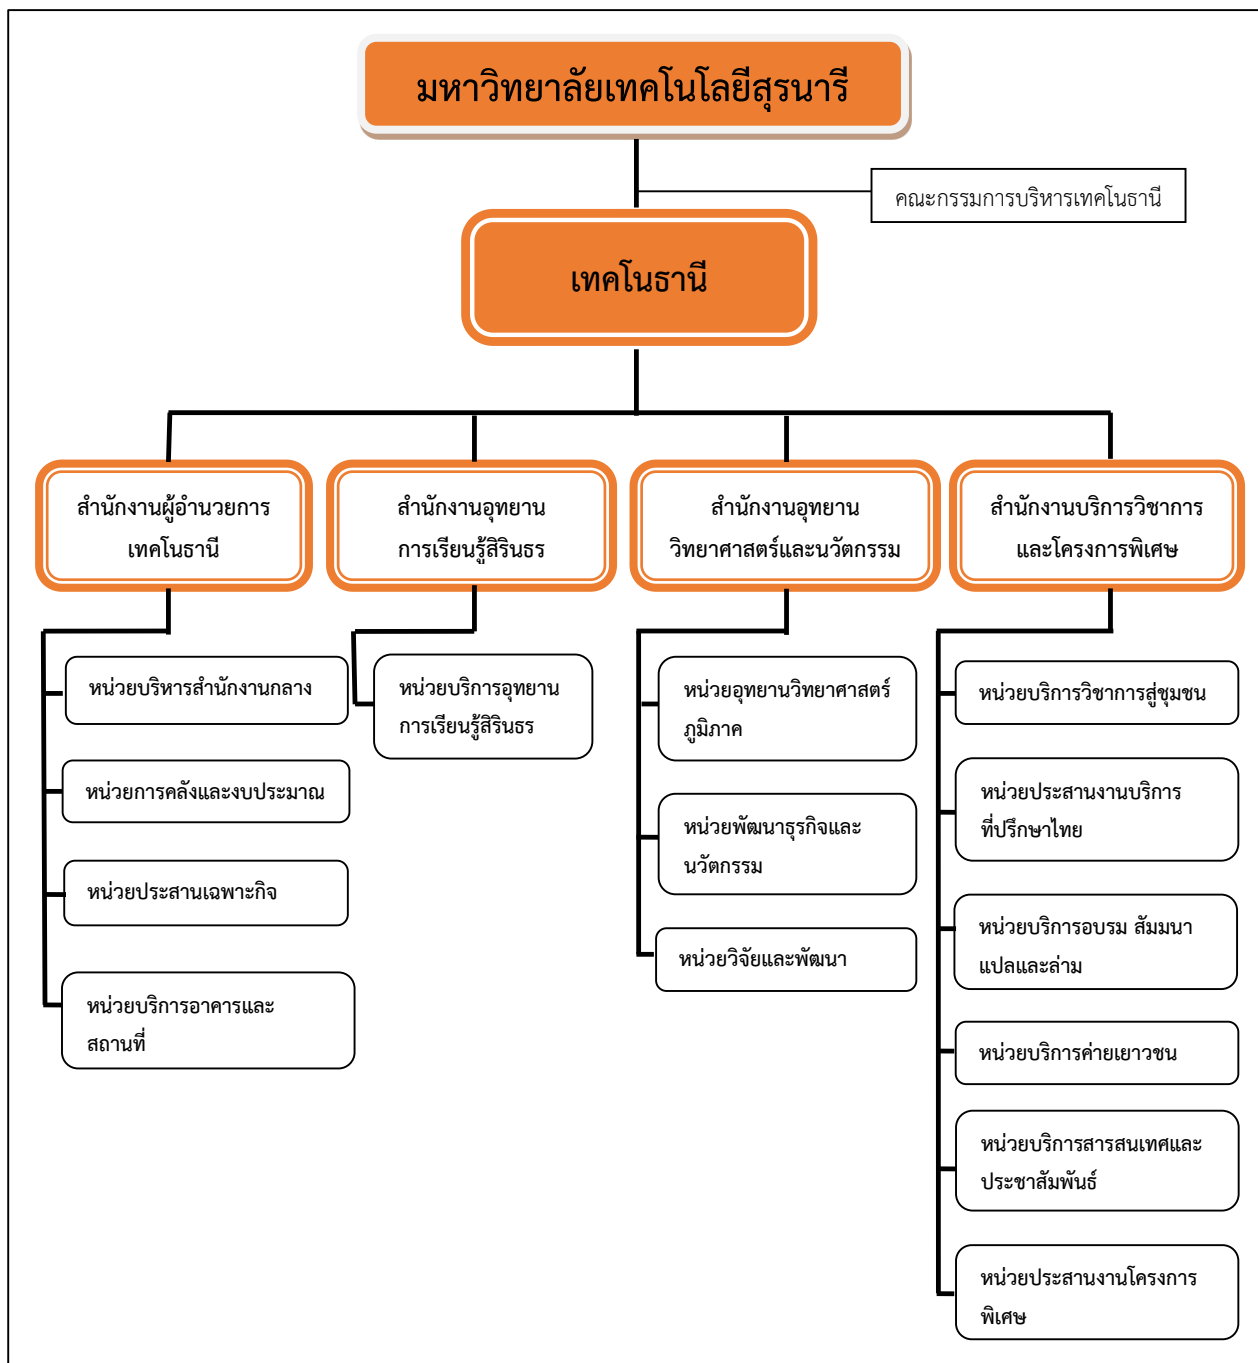 มหาวิทยาลัยเทคโนโลยีสุรนารี
คณะกรรมการบริหารเทคโนธานี
เทคโนธานี
สำนักงานผู้อำนวยการ
เทคโนธานี
สำนักงานอุทยาน
การเรียนรู้สิรินธร
สำนักงานอุทยาน
วิทยาศาสตร์และนวัตกรรม
สำนักงานบริการวิชาการ
และโครงการพิเศษ
หน่วยบริหารสำนักงานกลาง
หน่วยการคลังและงบประมาณ
หน่วยประสานเฉพาะกิจ
หน่วยบริการอาคารและ
สถานที่
หน่วยบริการอุทยาน
การเรียนรู้สิรินธร
หน่วยอุทยานวิทยาศาสตร์
ภูมิภาค
หน่วยพัฒนาธุรกิจและ
นวัตกรรม
หน่วยวิจัยและพัฒนา
หน่วยบริการวิชาการสู่ชุมชน
หน่วยประสานงานบริการ
ที่ปรึกษาไทย
หน่วยบริการอบรม สัมมนา
แปลและล่าม
หน่วยบริการค่ายเยาวชน
หน่วยบริการสารสนเทศและ
ประชาสัมพันธ์
หน่วยประสานงานโครงการ
พิเศษ